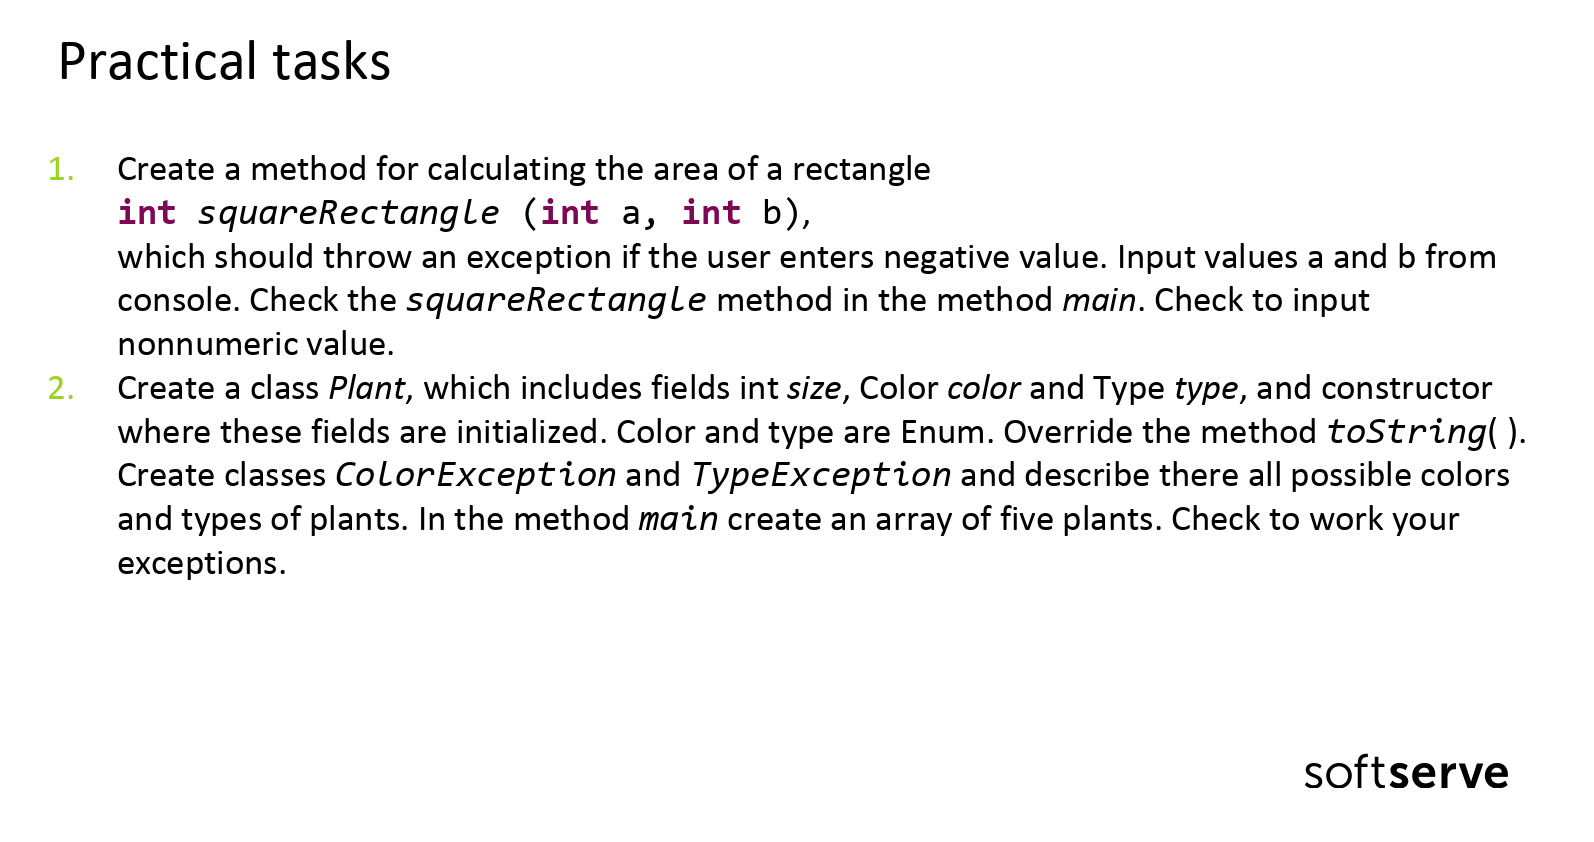 Practical tasks
1. Create a method for calculating the area of a rectangle
int squareRectangle (int a, int b),
which should throw an exception if the user enters negative value. Input values a and b from
console. Check the squareRectangle method in the method main. Check to input
nonnumeric value.
2. Create a class Plant, which includes fields int size, Color color and Type type, and constructor
where these fields are initialized. Color and type are Enum. Override the method toString( ).
Create classes ColorException and TypeException and describe there all possible colors
and types of plants. In the method main create an array of five plants. Check to work your
exceptions.
softserve